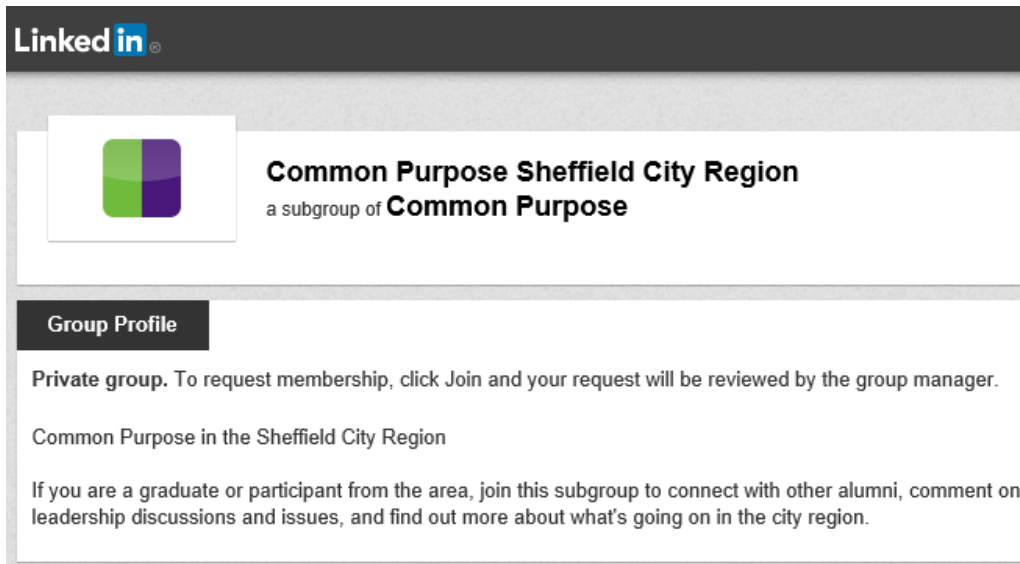 Linked in ®
Common Purpose Sheffield City Region
a subgroup of Common Purpose
Group Profile
Private group. To request membership, click Join and your request will be reviewed by the group manager.
Common Purpose in the Sheffield City Region
If you are a graduate or participant from the area, join this subgroup to connect with other alumni, comment on
leadership discussions and issues, and find out more about what's going on in the city region.